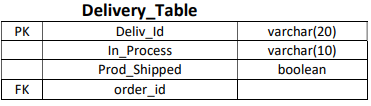 Delivery_Table
PK Deliv_Id varchar(20)
In_Process varchar(10)
Prod_Shipped boolean
FK order_id